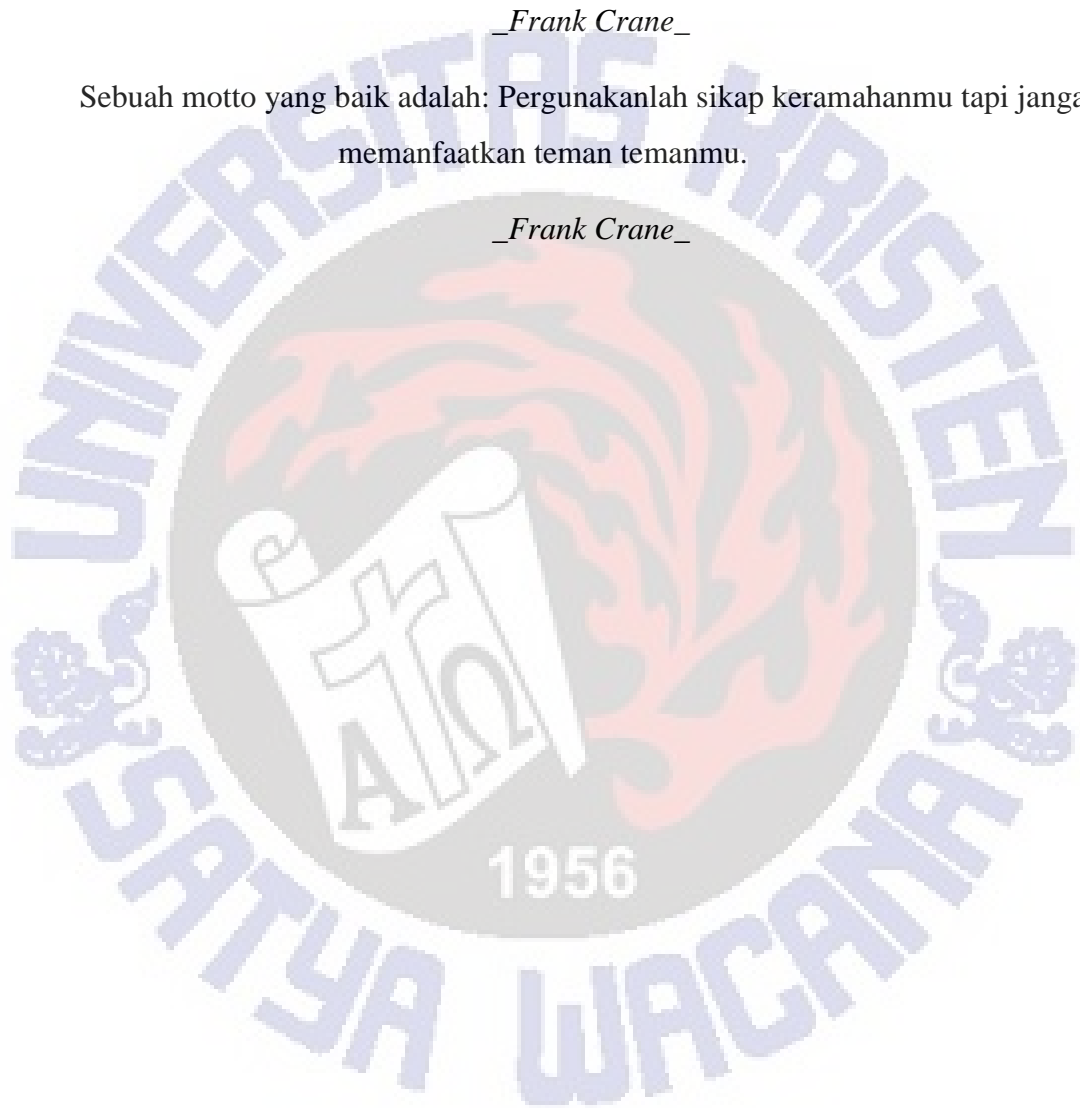 _Frank Crane_
Sebuah motto yang baik adalah: Pergunakanlah sikap keramahanmu tapi janga
memanfaatkan teman temanmu.
_Frank Crane_
UNIVERSITAS KRISTEN
Α Ω
1956
SATYA WACANA